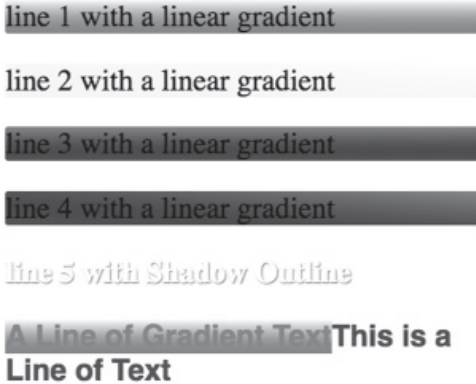 line 1 with a linear gradient
line 2 with a linear gradient
line 3 with a linear gradient
line 4 with a linear gradient
line 5 with Shadow Outline
A Line of Gradient TextThis is a
Line of Text